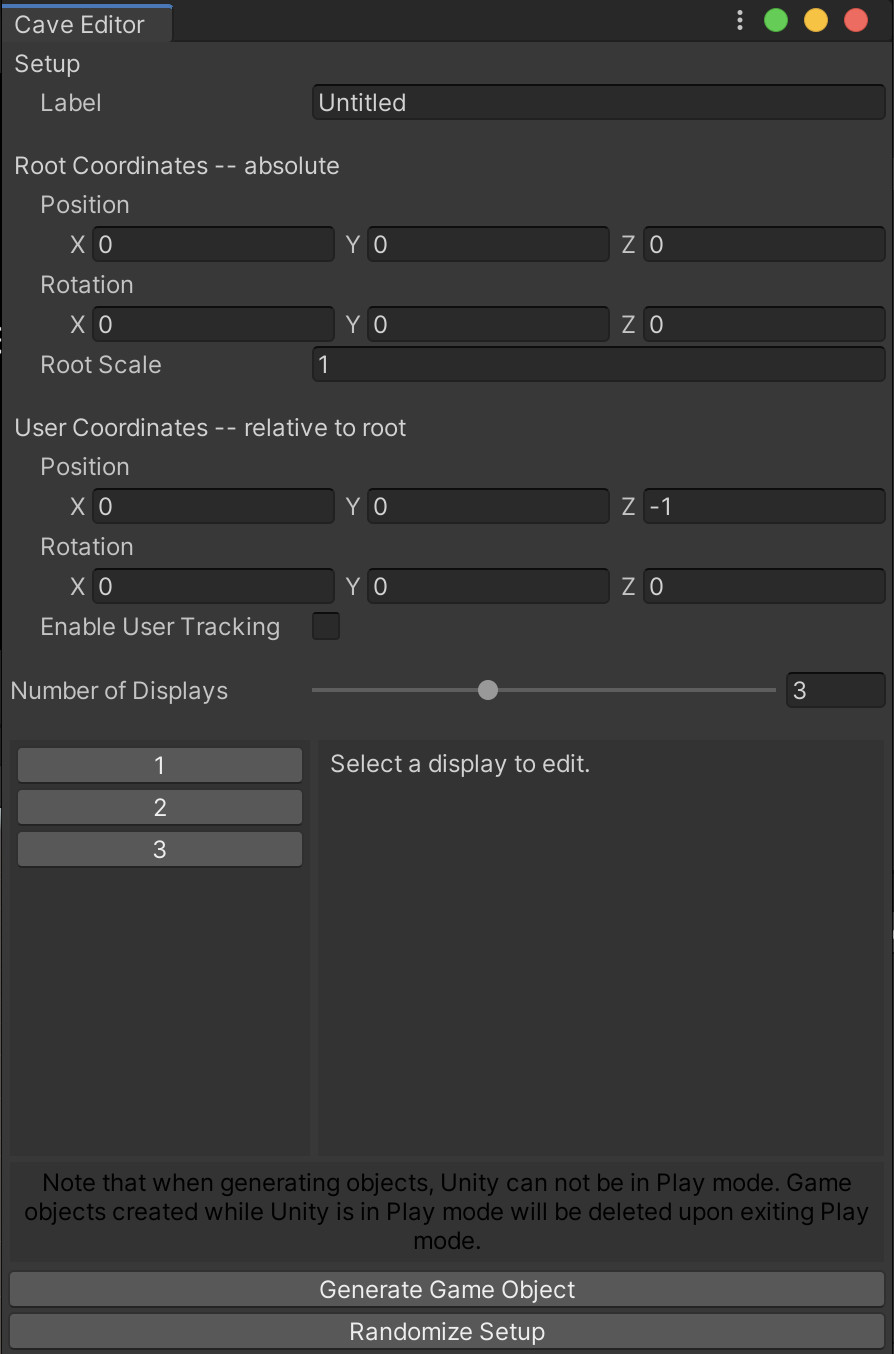 Cave Editor
Setup
Label Untitled
Root Coordinates -- absolute
Position
X 0 Y 0 Z 0
Rotation
X 0 Y 0 Z 0
Root Scale 1
User Coordinates -- relative to root
Position
X 0 Y 0 Z -1
Rotation
X 0 Y 0 Z 0
Enable User Tracking
Number of Displays 3
1 Select a display to edit.
2
3
Note that when generating objects, Unity can not be in Play mode. Game
objects created while Unity is in Play mode will be deleted upon exiting Play
mode.
Generate Game Object
Randomize Setup